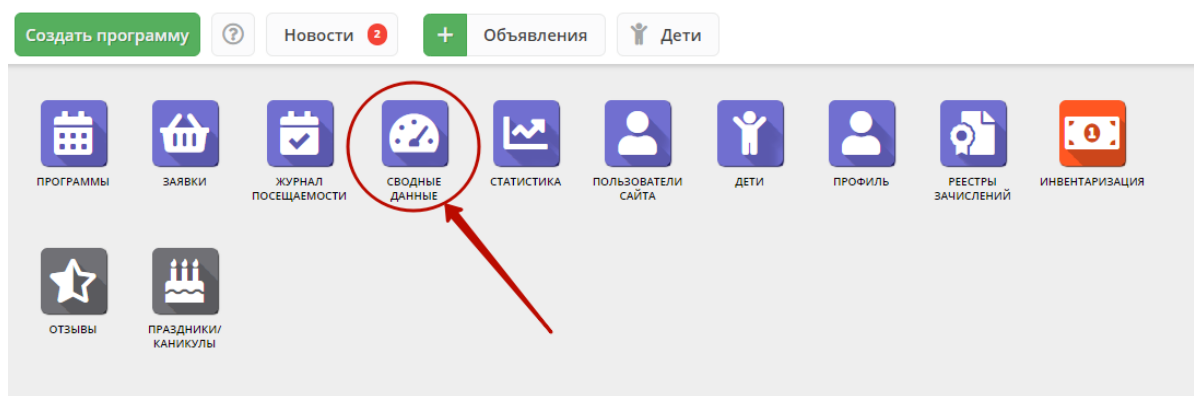 Создать программу
?
Новости 2
+ Объявления
Дети
ПРОГРАММЫ
ЗАЯВКИ
ЖУРНАЛ
ПОСЕЩАЕМОСТИ
СВОДНЫЕ
ДАННЫЕ
СТАТИСТИКА
ПОЛЬЗОВАТЕЛИ
САЙТА
ДЕТИ
ПРОФИЛЬ
РЕЕСТРЫ
ЗАЧИСЛЕНИЙ
1
ИНВЕНТАРИЗАЦИЯ
ОТЗЫВЫ
ПРАЗДНИКИ/
КАНИКУЛЫ